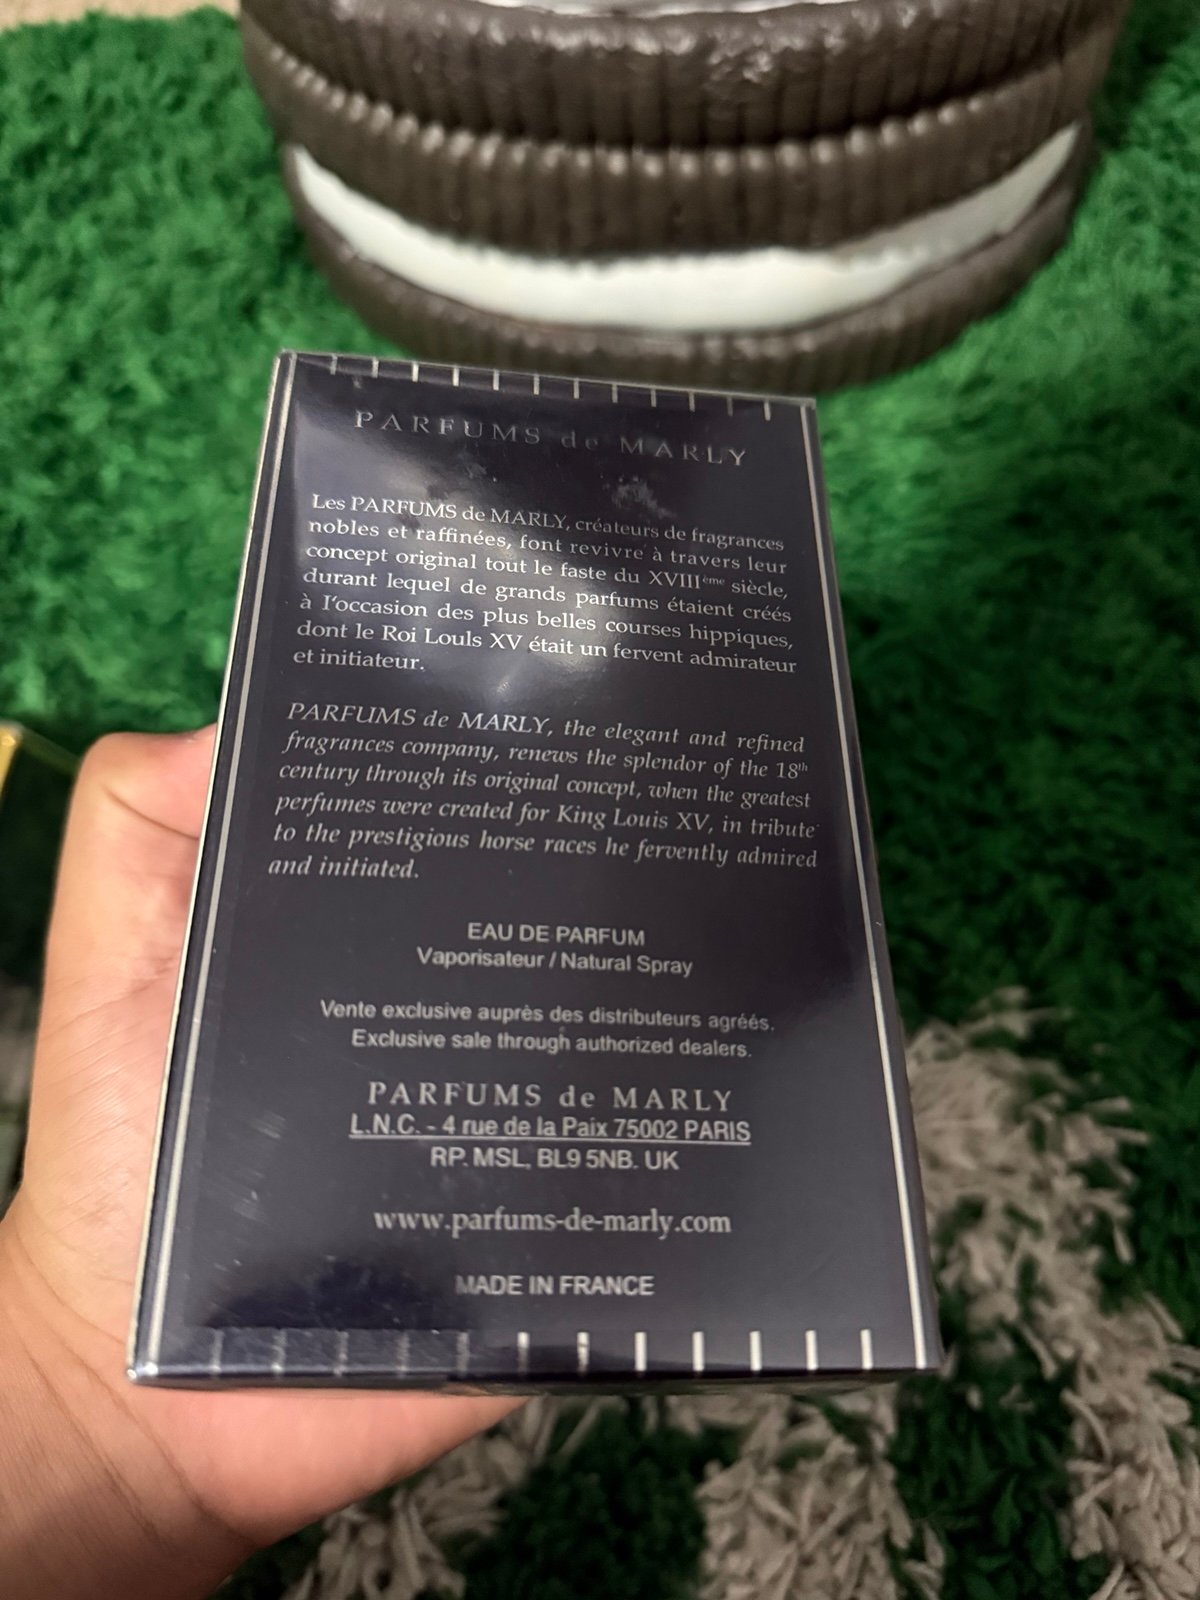 PARFUMS de MARLY
Les PARFUMS de MARLY, créateurs de fragrances
nobles et raffinées, font revivre à travers leur
concept original tout le faste du XVIIIème siècle,
durant lequel de grands parfums étaient créés
à I'occasion des plus belles courses hippiques,
dont le Roi Louls XV était un fervent admirateur
et initiateur.
PARFUMS de MARLY, the elegant and refined
fragrances company, renews the splendor of the 18th
century through its original concept, when the greatest
perfumes were created for King Louis XV, in tribute
to the prestigious horse races he fervently admired
and initiated.
EAU DE PARFUM
Vaporisateur / Natural Spray
Vente exclusive auprès des distributeurs agréés.
Exclusive sale through authorized dealers.
PARFUMS de MARLY
L.N.C. - 4 rue de la Paix 75002 PARIS
RP. MSL, BL9 5NB. UK
www.parfums-de-marly.com
MADE IN FRANCE